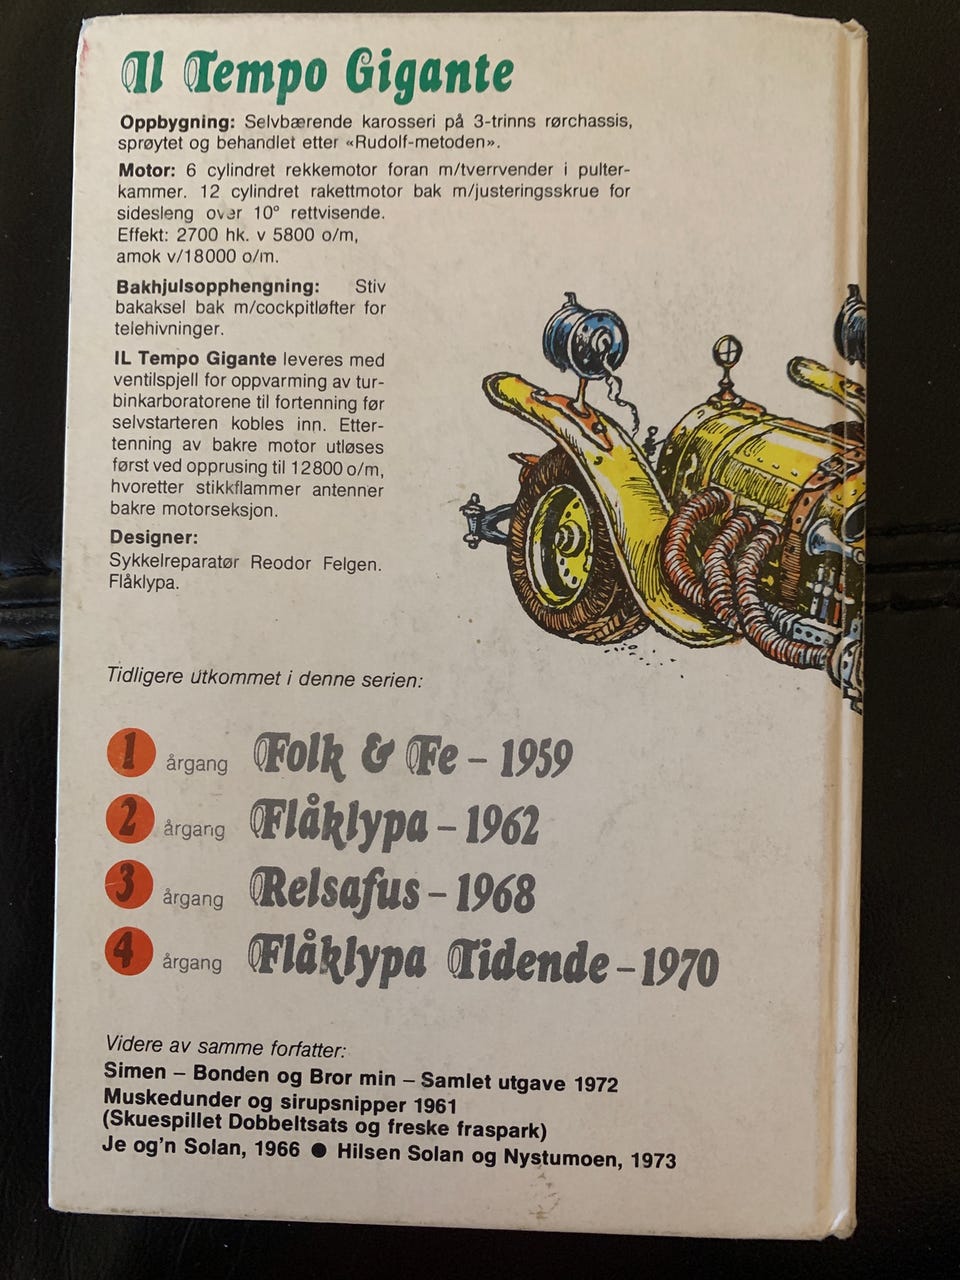 Il Tempo Gigante
Oppbygning: Selvbærende karosseri på 3-trinns rørchassis,
sprøytet og behandlet etter «Rudolf-metoden».
Motor: 6 cylindret rekkemotor foran m/tverrvender i pulter-
kammer. 12 cylindret rakettmotor bak m/justeringsskrue for
sidesleng over 10° rettvisende.
Effekt: 2700 hk. v 5800 o/m,
amok v/18000 o/m.
Bakhjulsopphengning: Stiv
bakaksel bak m/cockpitløfter for
telehivninger.
IL Tempo Gigante leveres med
ventilspjell for oppvarming av tur-
binkarboratorene til fortenning før
selvstarteren kobles inn. Etter-
tenning av bakre motor utløses
først ved opprusing til 12800 o/m,
hvoretter stikkflammer antenner
bakre motorseksjon.
Designer:
Sykkelreparatør Reodor Felgen.
Flåklypa.
Tidligere utkommet i denne serien:
1 årgang Folk & Fe – 1959
2 årgang Flåklypa – 1962
3 årgang Relsafus – 1968
4 årgang Flåklypa Tidende – 1970
Videre av samme forfatter:
Simen – Bonden og Bror min – Samlet utgave 1972
Muskedunder og sirupsnipper 1961
(Skuespillet Dobbeltsats og freske fraspark)
Je og'n Solan, 1966 ● Hilsen Solan og Nystumoen, 1973